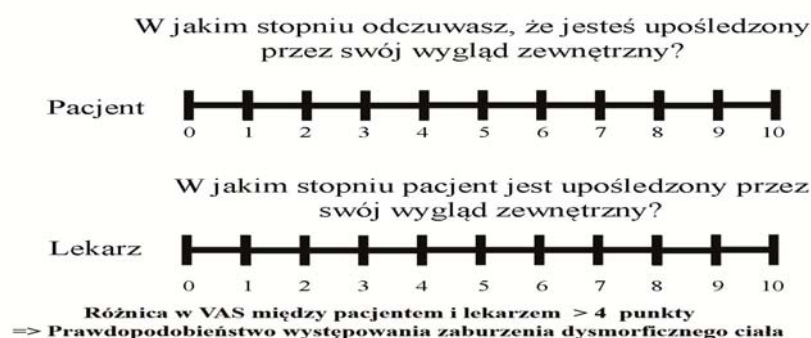 W jakim stopniu odczuwasz, że jesteś upośledzony
przez swój wygląd zewnętrzny?
Pacjent
0 1 2 3 4 5 6 7 8 9 10
W jakim stopniu pacjent jest upośledzony przez
swój wygląd zewnętrzny?
Lekarz
0 1 2 3 4 5 6 7 8 9 10
Różnica w VAS między pacjentem i lekarzem > 4 punkty
=> Prawdopodobieństwo występowania zaburzenia dysmorficznego ciała